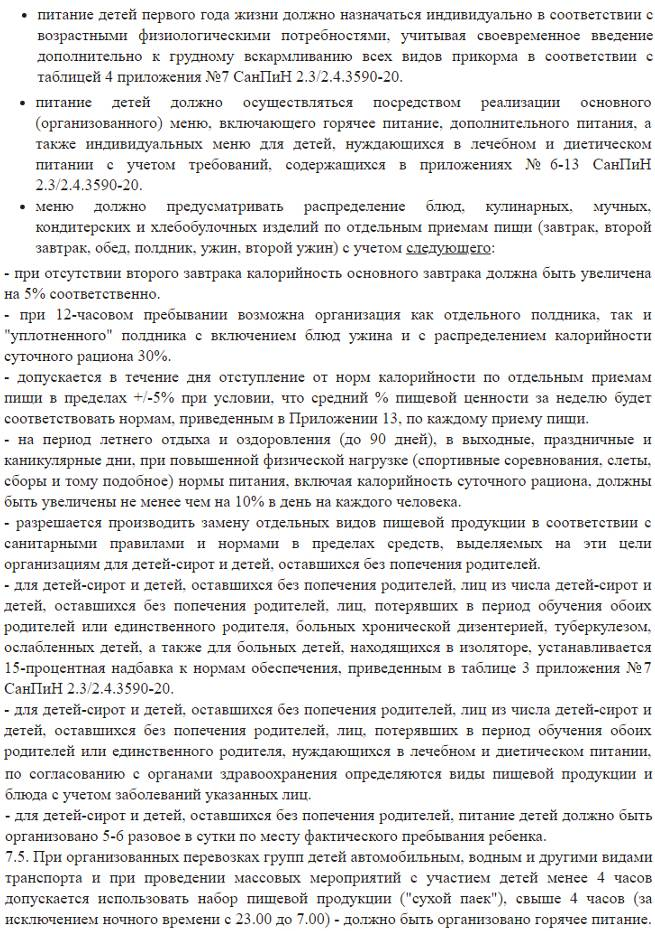 • питание детей первого года жизни должно назначаться индивидуально в соответствии с
возрастными физиологическими потребностями, учитывая своевременное введение
дополнительно к грудному вскармливанию всех видов прикорма в соответствии с
таблицей 4 приложения №7 СанПиН 2.3/2.4.3590-20.
• питание детей должно осуществляться посредством реализации основного
(организованного) меню, включающего горячее питание, дополнительного питания, а
также индивидуальных меню для детей, нуждающихся в лечебном и диетическом
питании с учетом требований, содержащихся в приложениях № 6-13 СанПиН
2.3/2.4.3590-20.
• меню должно предусматривать распределение блюд, кулинарных, мучных,
кондитерских и хлебобулочных изделий по отдельным приемам пищи (завтрак, второй
завтрак, обед, полдник, ужин, второй ужин) с учетом следующего:
- при отсутствии второго завтрака калорийность основного завтрака должна быть увеличена
на 5% соответственно.
- при 12-часовом пребывании возможна организация как отдельного полдника, так и
"уплотненного" полдника с включением блюд ужина и с распределением калорийности
суточного рациона 30%.
- допускается в течение дня отступление от норм калорийности по отдельным приемам
пищи в пределах +/-5% при условии, что средний % пищевой ценности за неделю будет
соответствовать нормам, приведенным в Приложении 13, по каждому приему пищи.
- на период летнего отдыха и оздоровления (до 90 дней), в выходные, праздничные и
каникулярные дни, при повышенной физической нагрузке (спортивные соревнования, слеты,
сборы и тому подобное) нормы питания, включая калорийность суточного рациона, должны
быть увеличены не менее чем на 10% в день на каждого человека.
- разрешается производить замену отдельных видов пищевой продукции в соответствии с
санитарными правилами и нормами в пределах средств, выделяемых на эти цели
организациям для детей-сирот и детей, оставшихся без попечения родителей.
- для детей-сирот и детей, оставшихся без попечения родителей, лиц из числа детей-сирот и
детей, оставшихся без попечения родителей, лиц, потерявших в период обучения обоих
родителей или единственного родителя, больных хронической дизентерией, туберкулезом,
ослабленных детей, а также для больных детей, находящихся в изоляторе, устанавливается
15-процентная надбавка к нормам обеспечения, приведенным в таблице 3 приложения №7
СанПиН 2.3/2.4.3590-20.
- для детей-сирот и детей, оставшихся без попечения родителей, лиц из числа детей-сирот и
детей, оставшихся без попечения родителей, лиц, потерявших в период обучения обоих
родителей или единственного родителя, нуждающихся в лечебном и диетическом питании,
по согласованию с органами здравоохранения определяются виды пищевой продукции и
блюда с учетом заболеваний указанных лиц.
- для детей-сирот и детей, оставшихся без попечения родителей, питание детей должно быть
организовано 5-6 разовое в сутки по месту фактического пребывания ребенка.
7.5. При организованных перевозках групп детей автомобильным, водным и другими видами
транспорта и при проведении массовых мероприятий с участием детей менее 4 часов
допускается использовать набор пищевой продукции ("сухой паек"), свыше 4 часов (за
исключением ночного времени с 23.00 до 7.00) - должно быть организовано горячее питание.